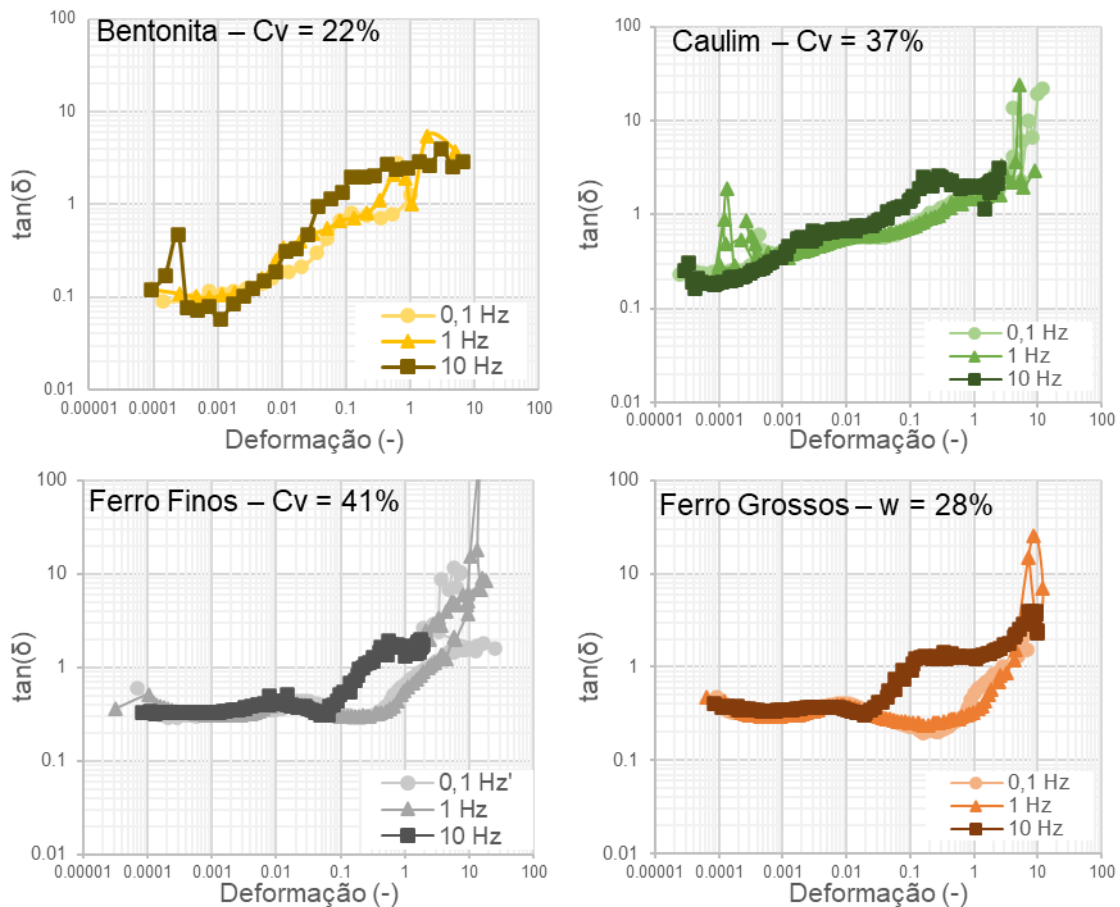 Bentonita – Cv = 22%
100
10
1
0.1
0.01
tan(δ)
0,1 Hz
1 Hz
10 Hz
0.00001 0.0001 0.001 0.01 0.1 1 10 100
Deformação (-)
Caulim – Cv = 37%
100
10
1
0.1
0.01
tan(δ)
0,1 Hz
1 Hz
10 Hz
0.00001 0.0001 0.001 0.01 0.1 1 10 100
Deformação (-)
Ferro Finos – Cv = 41%
100
10
1
0.1
0.01
tan(δ)
0,1 Hz'
1 Hz
10 Hz
0.00001 0.0001 0.001 0.01 0.1 1 10 100
Deformação (-)
Ferro Grossos – w = 28%
100
10
1
0.1
0.01
tan(δ)
0,1 Hz
1 Hz
10 Hz
0.00001 0.0001 0.001 0.01 0.1 1 10 100
Deformação (-)